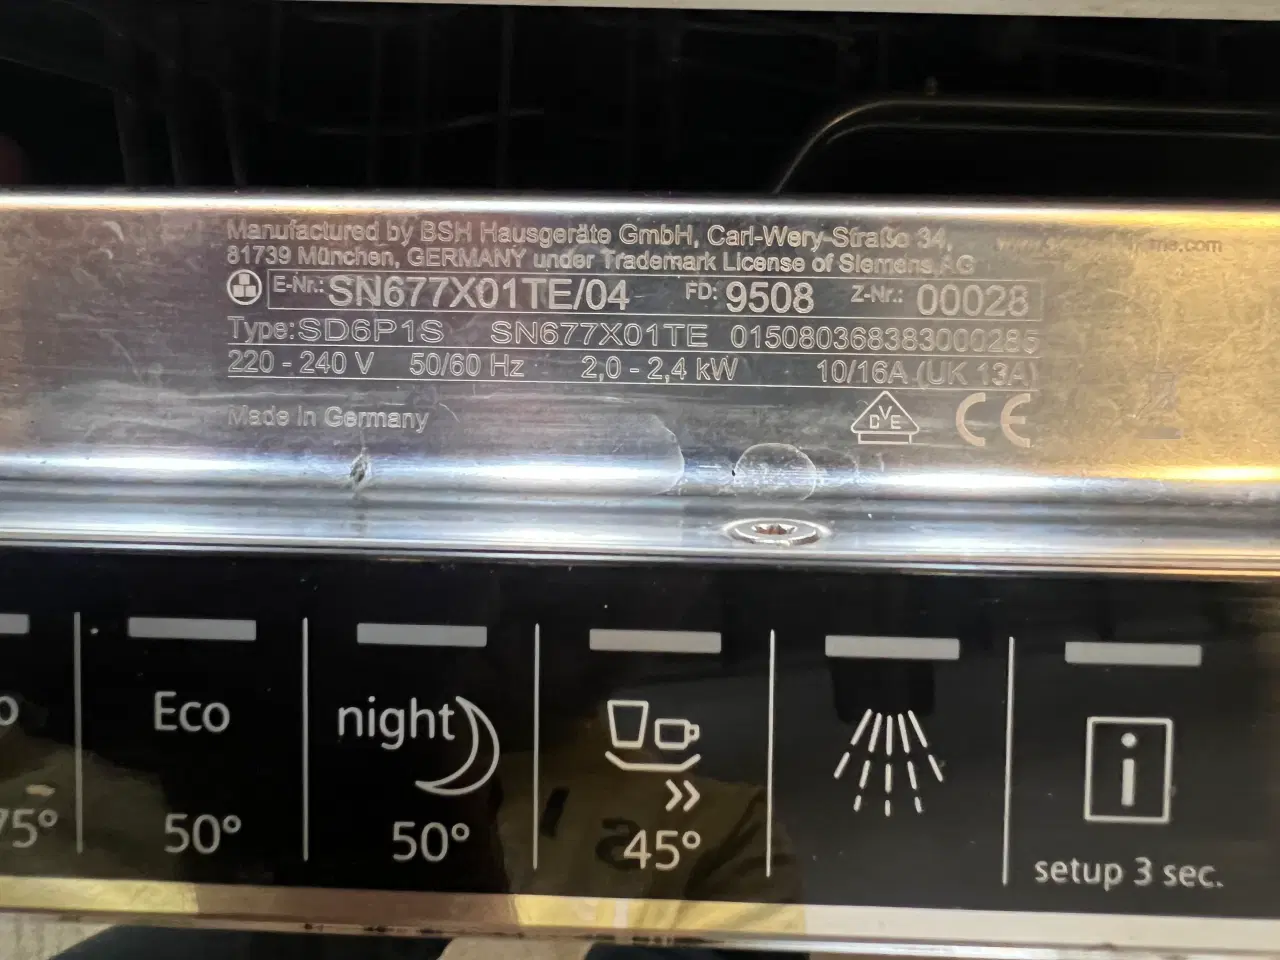 Manufactured by BSH Hausgeräte GmbH, Carl-Wery-Straße 34,
81739 München, GERMANY under Trademark License of Siemens AG
E-Nr.: SN677X01TE/04 FD: 9508 Z-Nr.: 00028
Type: SD6P1S SN677X01TE 015080368383000285
220 - 240 V 50/60 Hz 2,0 - 2,4 kW 10/16A (UK 13A)
Made in Germany
DVE CE
Eco night
75° 50° 50° 45°
setup 3 sec.